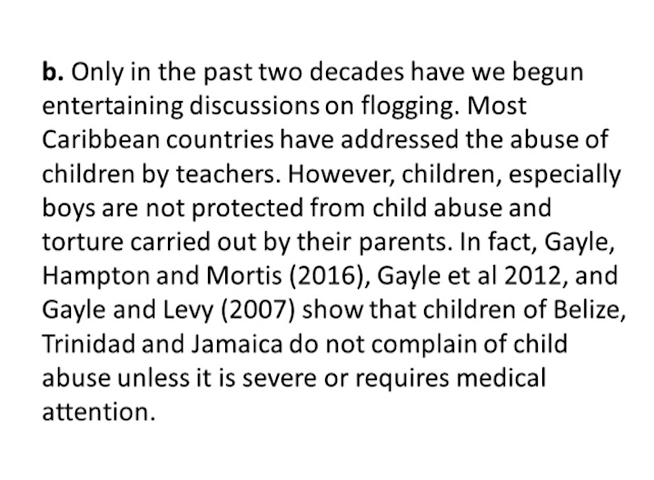 b. Only in the past two decades have we begun
entertaining discussions on flogging. Most
Caribbean countries have addressed the abuse of
children by teachers. However, children, especially
boys are not protected from child abuse and
torture carried out by their parents. In fact, Gayle,
Hampton and Mortis (2016), Gayle et al 2012, and
Gayle and Levy (2007) show that children of Belize,
Trinidad and Jamaica do not complain of child
abuse unless it is severe or requires medical
attention.